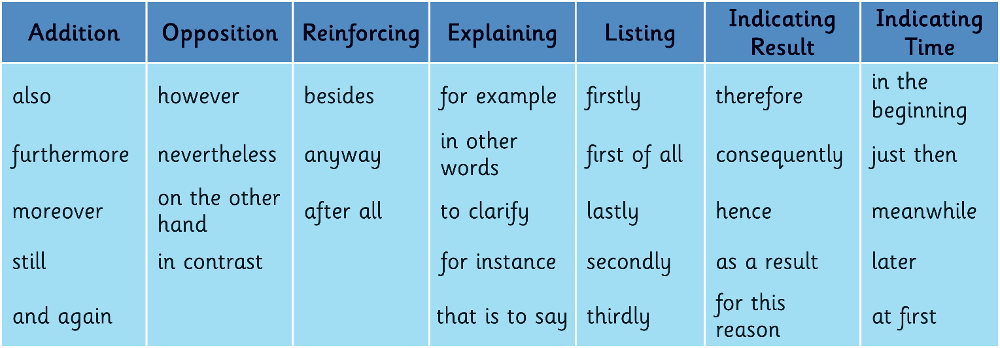 Addition Opposition Reinforcing Explaining Listing Indicating Result Indicating Time
also however besides for example firstly therefore in the beginning
furthermore nevertheless anyway in other words first of all consequently just then
moreover on the other hand after all to clarify lastly hence meanwhile
still in contrast for instance secondly as a result later
and again that is to say thirdly for this reason at first